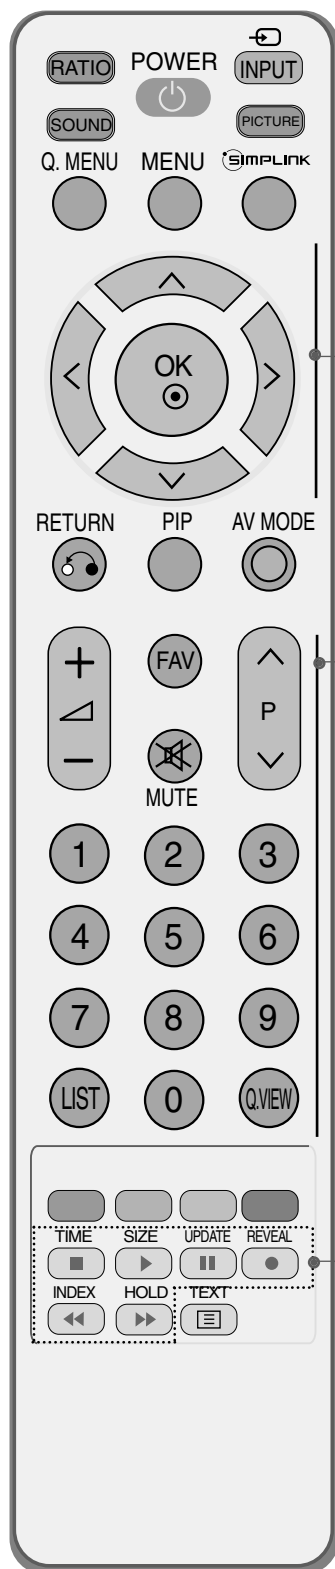 POWER
RATIO
INPUT
SOUND
PICTURE
Q. MENU MENU SIMPLINK
OK
RETURN PIP AV MODE
FAV
P
MUTE
1 2 3
4 5 6
7 8 9
LIST 0 Q.VIEW
TIME SIZE UPDATE REVEAL
INDEX HOLD TEXT